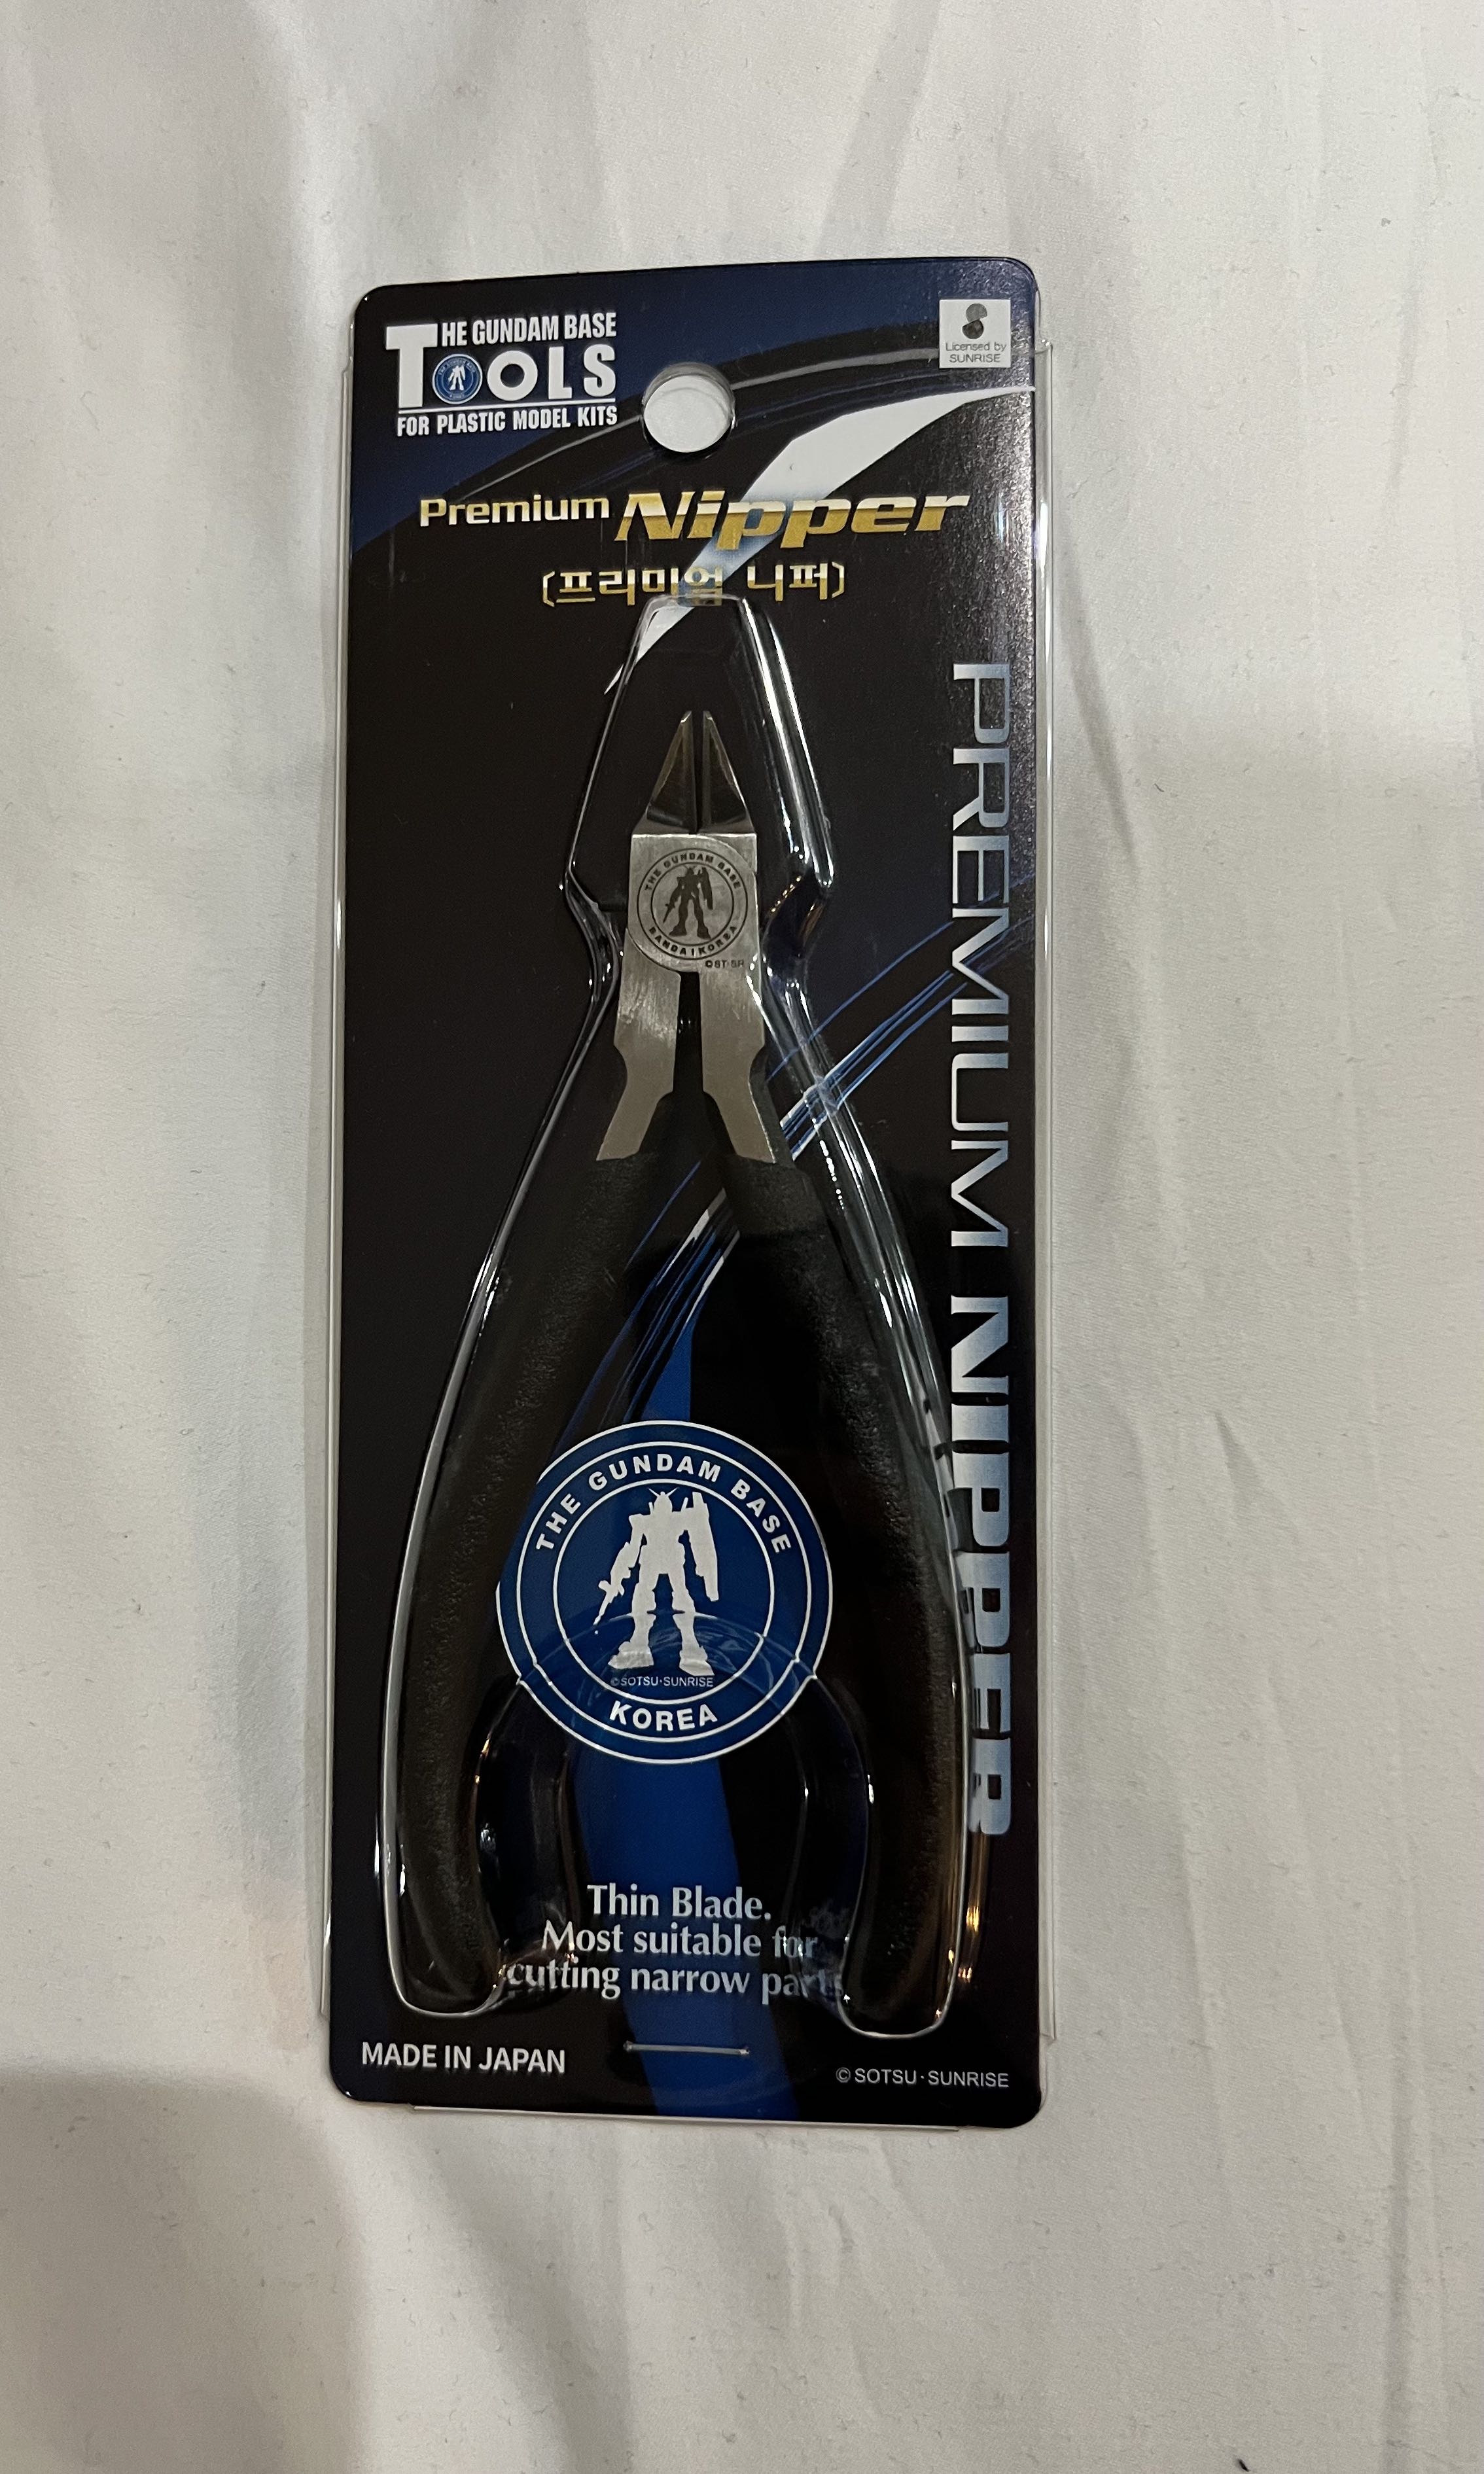 THE GUNDAM BASE
TOOLS
FOR PLASTIC MODEL KITS
Licensed by
SUNRISE
Premium Nipper
(프리미엄 니퍼)
THE GUNDAM BASE
BANDAI KOREA
©ST·SR
PREMIUM NIPPER
THE GUNDAM BASE
©SOTSU·SUNRISE
KOREA
Thin Blade.
Most suitable for
cutting narrow parts
MADE IN JAPAN
©SOTSU·SUNRISE